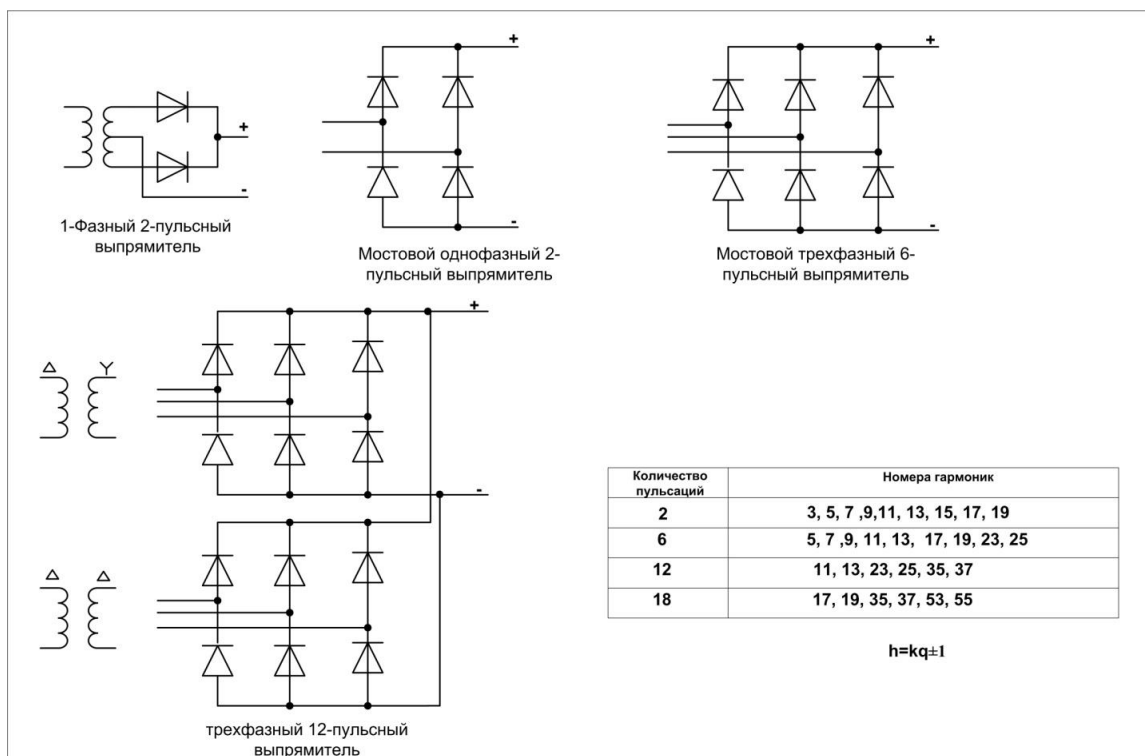 +
-
1-Фазный 2-пульсный
выпрямитель
+
-
Мостовой однофазный 2-
пульсный выпрямитель
+
-
Мостовой трехфазный 6-
пульсный выпрямитель
+
-
Δ Y
Δ Δ
трехфазный 12-пульсный
выпрямитель
Количество
пульсаций
Номера гармоник
2 3, 5, 7 ,9,11, 13, 15, 17, 19
6 5, 7 ,9, 11, 13, 17, 19, 23, 25
12 11, 13, 23, 25, 35, 37
18 17, 19, 35, 37, 53, 55
h=kq±1